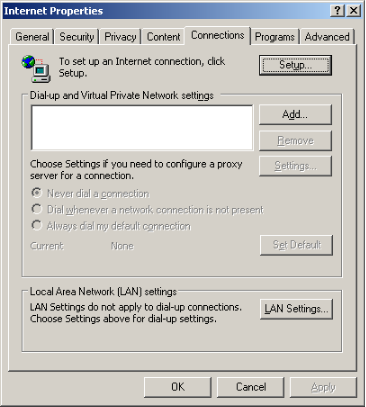 Internet Properties
General Security Privacy Content Connections Programs Advanced
To set up an Internet connection, click
Setup.
Setup...
Dial-up and Virtual Private Network settings
Add...
Remove
Choose Settings if you need to configure a proxy
server for a connection.
Settings...
Never dial a connection
Dial whenever a network connection is not present
Always dial my default connection
Current None
Set Default
Local Area Network (LAN) settings
LAN Settings do not apply to dial-up connections.
Choose Settings above for dial-up settings.
LAN Settings...
OK Cancel Apply